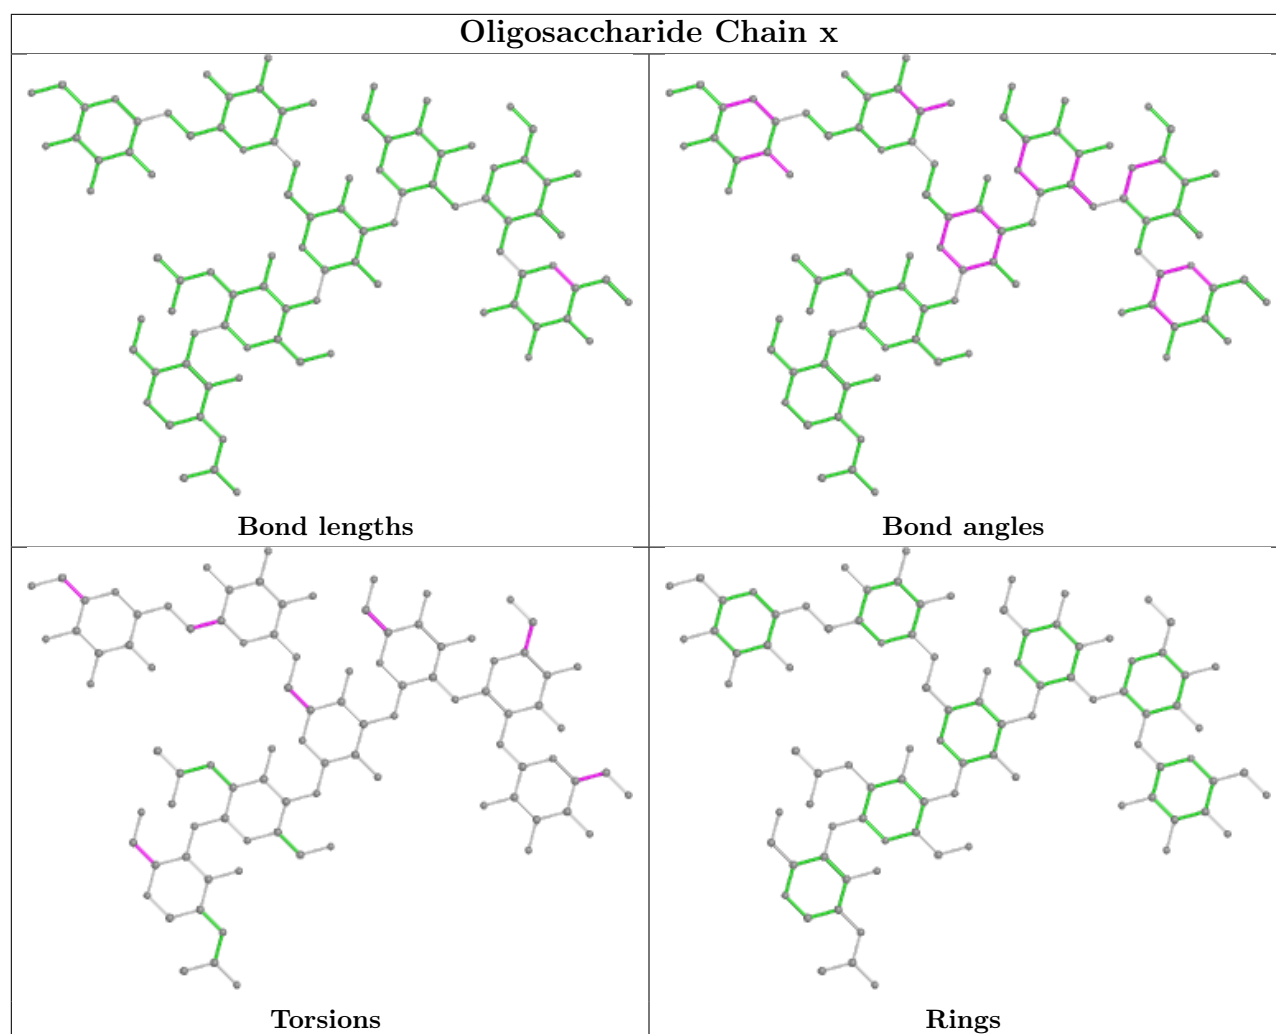 Oligosaccharide Chain x
Bond lengths
Bond angles
Torsions
Rings